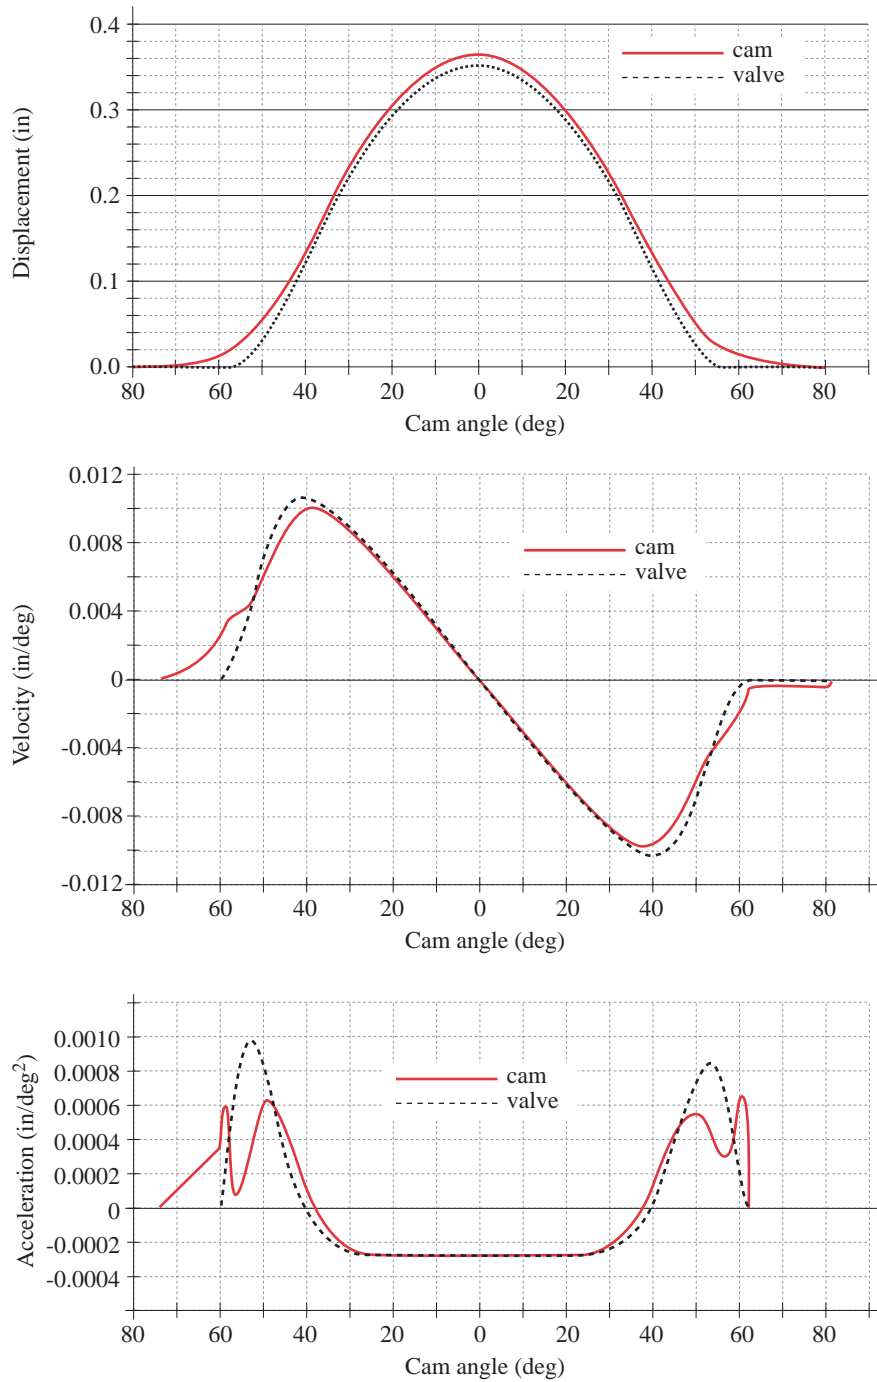 0.4
0.3
0.2
0.1
0.0
Displacement (in)
cam
valve
80 60 40 20 0 20 40 60 80
Cam angle (deg)
0.012
0.008
0.004
0
-0.004
-0.008
-0.012
Velocity (in/deg)
cam
valve
80 60 40 20 0 20 40 60 80
Cam angle (deg)
0.0010
0.0008
0.0006
0.0004
0.0002
0
-0.0002
-0.0004
Acceleration (in/deg²)
cam
valve
80 60 40 20 0 20 40 60 80
Cam angle (deg)